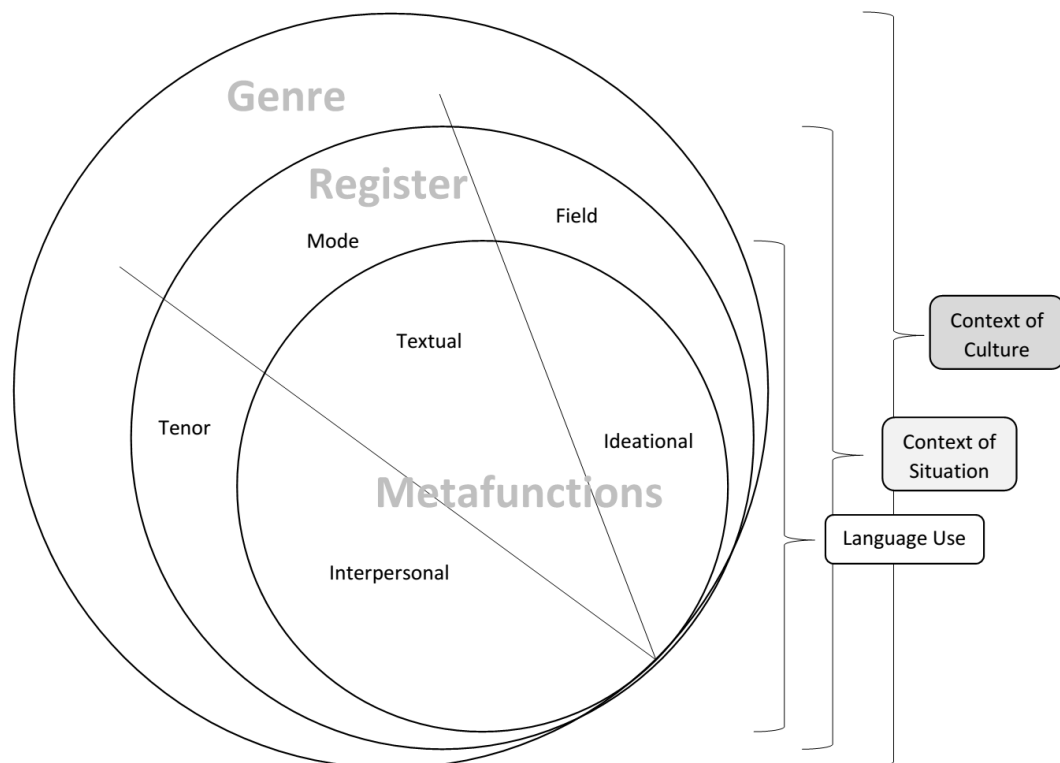 Genre
Register
Field
Mode
Context of
Culture
Textual
Tenor
Ideational
Context of
Situation
Metafunctions
Language Use
Interpersonal